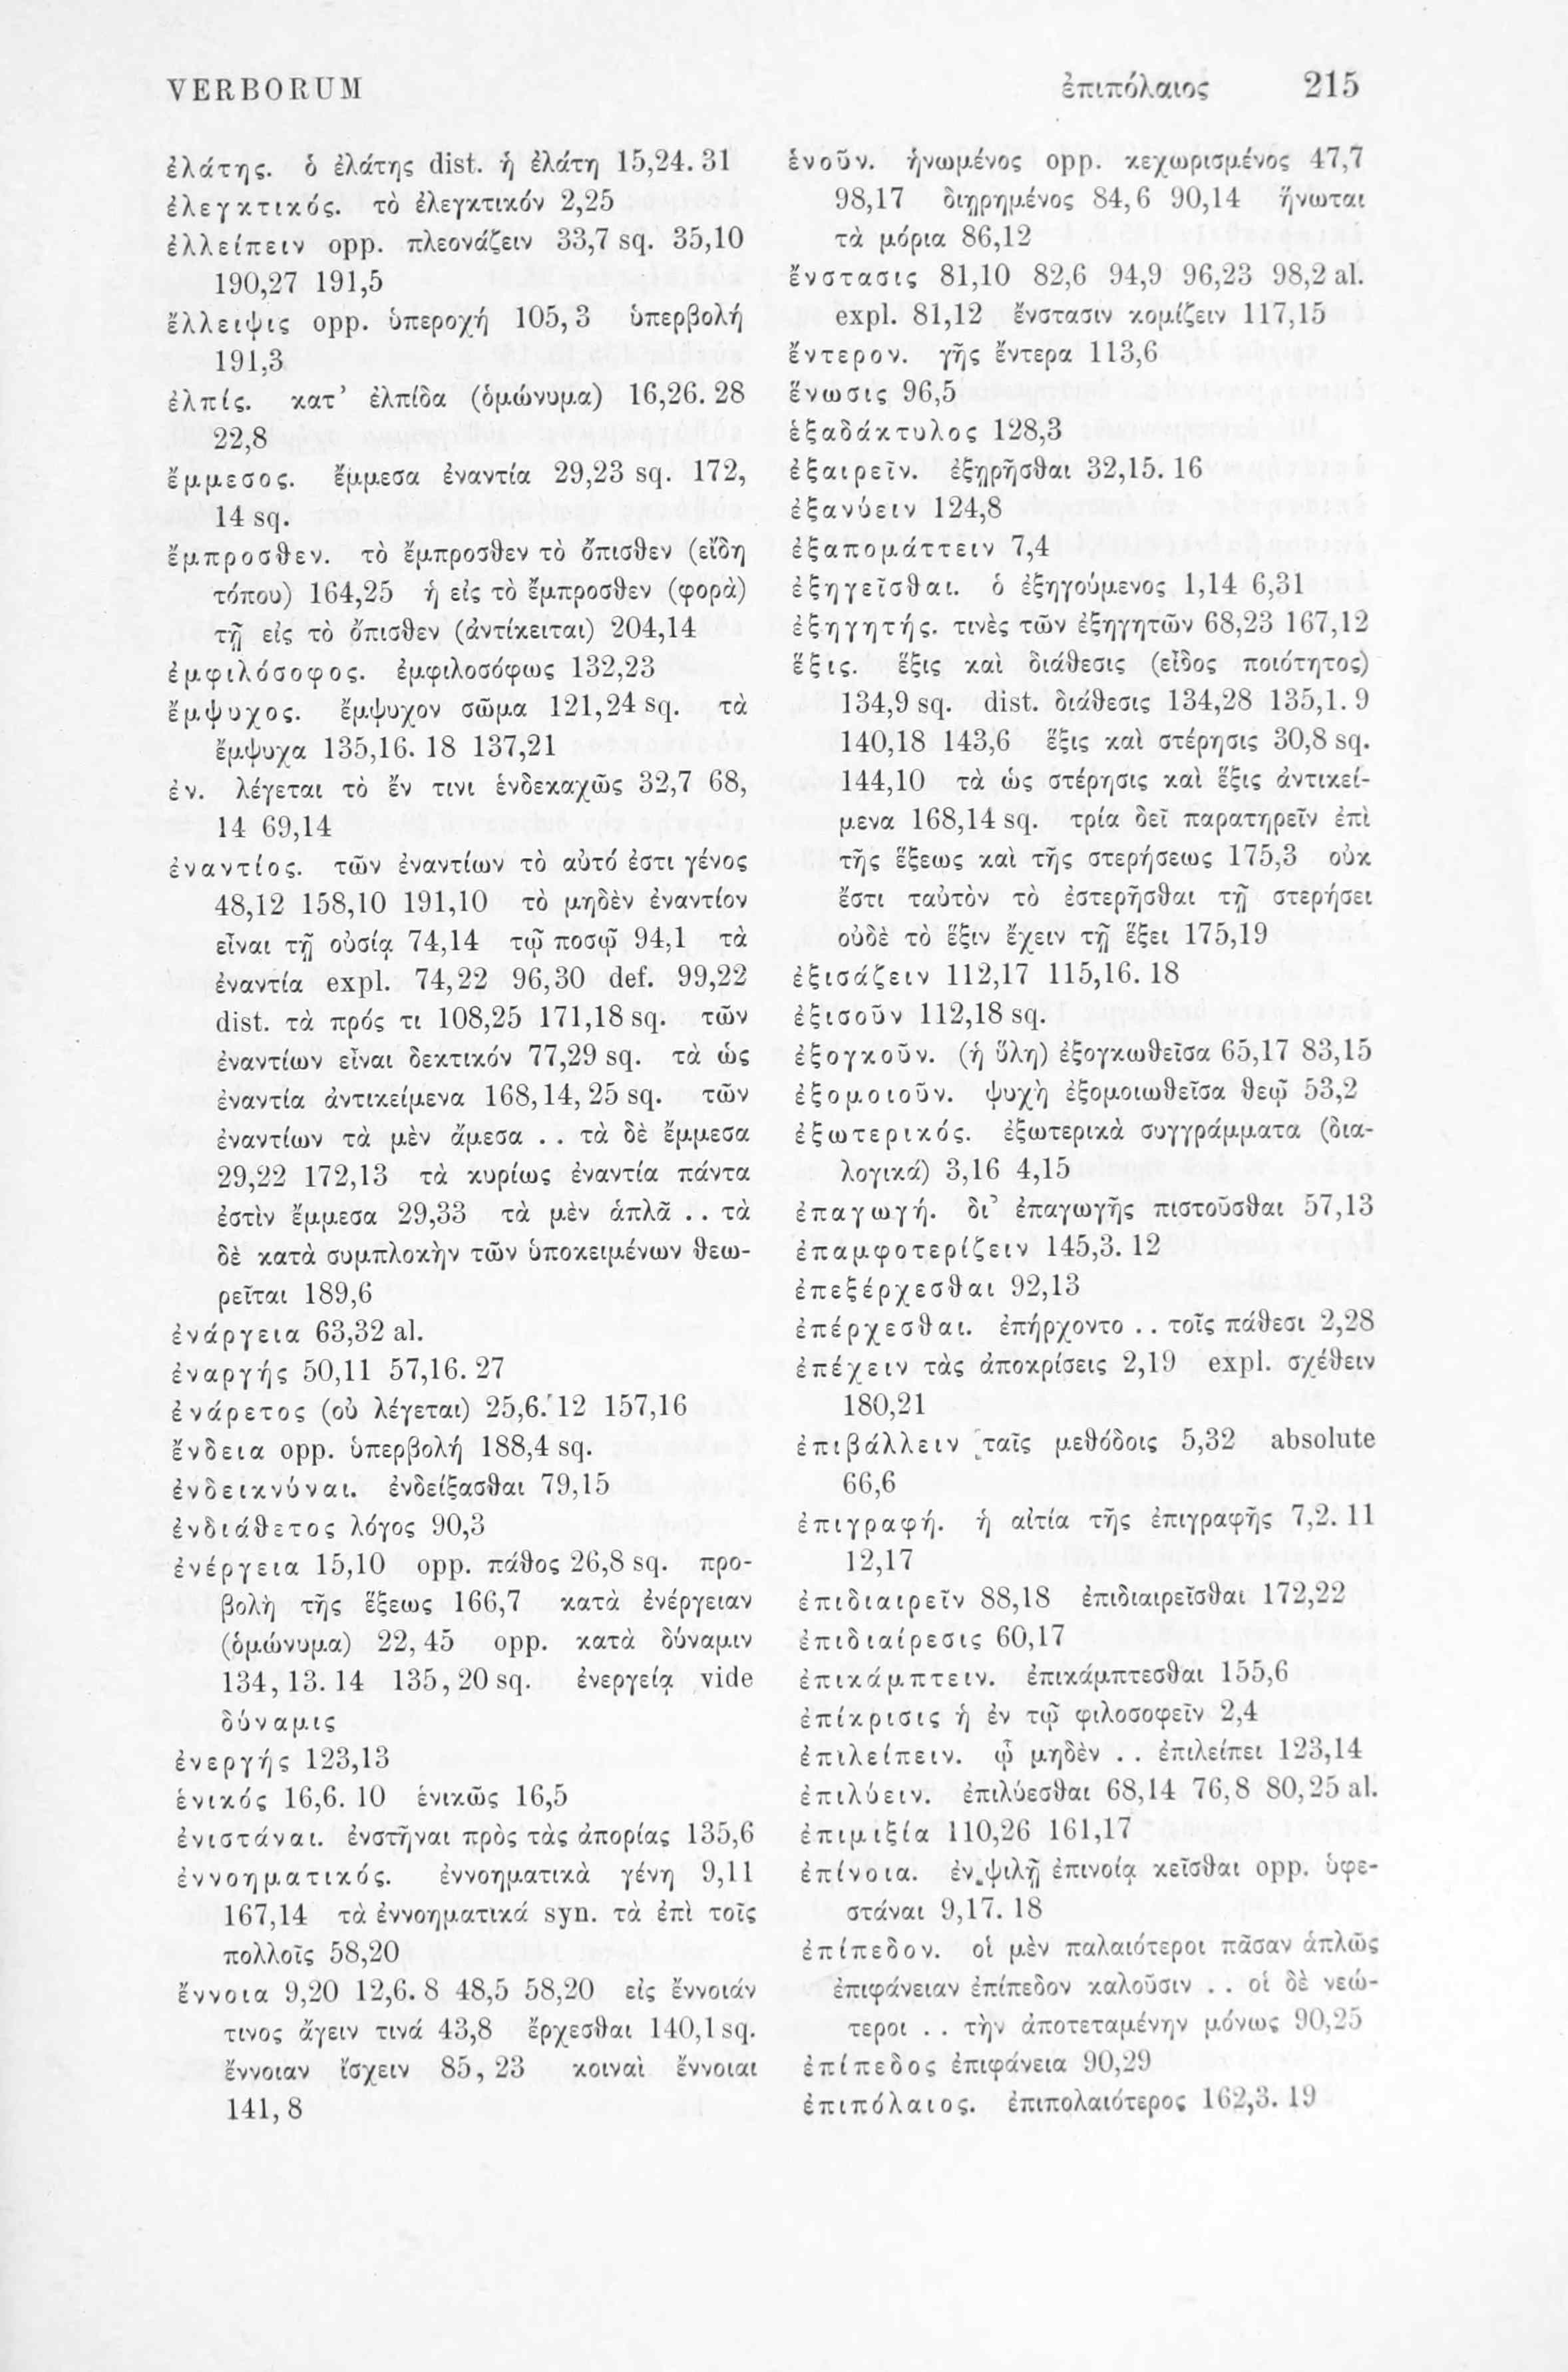 VERBORUM
ἐπιπόλαιος 215
ἐλάτης. ὁ ἐλάτης dist. ἡ ἐλάτη 15,24. 31
ἐλεγκτικός. τὸ ἐλεγκτικόν 2,25
ἐλλείπειν opp. πλεονάζειν 33,7 sq. 35,10
190,27 191,5
ἔλλειψις opp. ὑπεροχή 105, 3 ὑπερβολή
191,3
ἐλπίς. κατ’ ἐλπίδα (ὁμώνυμα) 16,26. 28
22,8
ἔμμεσος. ἔμμεσα ἐναντία 29,23 sq. 172,
14 sq.
ἔμπροσθεν. τὸ ἔμπροσθεν τὸ ὄπισθεν (εἴδη
τόπου) 164,25 ἡ εἰς τὸ ἔμπροσθεν (φορὰ)
τῇ εἰς τὸ ὄπισθεν (ἀντίκειται) 204,14
ἐμφιλόσοφος. ἐμφιλοσόφως 132,23
ἔμψυχος. ἔμψυχον σῶμα 121,24 sq. τὰ
ἔμψυχα 135,16. 18 137,21
ἐν. λέγεται τὸ ἔν τινι ἑνδεκαχῶς 32,7 68,
14 69,14
ἐναντίος. τῶν ἐναντίων τὸ αὐτό ἐστι γένος
48,12 158,10 191,10 τὸ μηδὲν ἐναντίον
εἶναι τῇ οὐσίᾳ 74,14 τῷ ποσῷ 94,1 τὰ
ἐναντία expl. 74,22 96,30 def. 99,22
dist. τὰ πρός τι 108,25 171,18 sq. τῶν
ἐναντίων εἶναι δεκτικόν 77,29 sq. τὰ ὡς
ἐναντία ἀντικείμενα 168,14, 25 sq. τῶν
ἐναντίων τὰ μὲν ἄμεσα . . τὰ δὲ ἔμμεσα
29,22 172,13 τὰ κυρίως ἐναντία πάντα
ἐστὶν ἔμμεσα 29,33 τὰ μὲν ἁπλᾶ . . τὰ
δὲ κατὰ συμπλοκὴν τῶν ὑποκειμένων θεω-
ρεῖται 189,6
ἐνάργεια 63,32 al.
ἐναργής 50,11 57,16. 27
ἐνάρετος (οὐ λέγεται) 25,6. 12 157,16
ἔνδεια opp. ὑπερβολή 188,4 sq.
ἐνδεικνύναι. ἐνδείξασθαι 79,15
ἐνδιάθετος λόγος 90,3
ἐνέργεια 15,10 opp. πάθος 26,8 sq. προ-
βολὴ τῆς ἕξεως 166,7 κατὰ ἐνέργειαν
(ὁμώνυμα) 22, 45 opp. κατὰ δύναμιν
134, 13. 14 135, 20 sq. ἐνεργείᾳ vide
δύναμις
ἐνεργής 123,13
ἑνικός 16,6. 10 ἑνικῶς 16,5
ἐνιστάναι. ἐνστῆναι πρὸς τὰς ἀπορίας 135,6
ἐννοηματικός. ἐννοηματικὰ γένη 9,11
167,14 τὰ ἐννοηματικά syn. τὰ ἐπὶ τοῖς
πολλοῖς 58,20
ἔννοια 9,20 12,6. 8 48,5 58,20 εἰς ἔννοιάν
τινος ἄγειν τινά 43,8 ἔρχεσθαι 140,1 sq.
ἔννοιαν ἴσχειν 85, 23 κοιναὶ ἔννοιαι
141, 8
ἑνοῦν. ἡνωμένος opp. κεχωρισμένος 47,7
98,17 διῃρημένος 84,6 90,14 ἥνωται
τὰ μόρια 86,12
ἔνστασις 81,10 82,6 94,9 96,23 98,2 al.
expl. 81,12 ἔνστασιν κομίζειν 117,15
ἔντερον. γῆς ἔντερα 113,6
ἕνωσις 96,5
ἑξαδάκτυλος 128,3
ἐξαιρεῖν. ἐξῃρῆσθαι 32,15. 16
ἐξανύειν 124,8
ἐξαπομάττειν 7,4
ἐξηγεῖσθαι. ὁ ἐξηγούμενος 1,14 6,31
ἐξηγητής. τινὲς τῶν ἐξηγητῶν 68,23 167,12
ἕξις. ἕξις καὶ διάθεσις (εἶδος ποιότητος)
134,9 sq. dist. διάθεσις 134,28 135,1. 9
140,18 143,6 ἕξις καὶ στέρησις 30,8 sq.
144,10 τὰ ὡς στέρησις καὶ ἕξις ἀντικεί-
μενα 168,14 sq. τρία δεῖ παρατηρεῖν ἐπὶ
τῆς ἕξεως καὶ τῆς στερήσεως 175,3 οὐκ
ἔστι ταὐτὸν τὸ ἐστερῆσθαι τῇ στερήσει
οὐδὲ τὸ ἕξιν ἔχειν τῇ ἕξει 175,19
ἐξισάζειν 112,17 115,16. 18
ἐξισοῦν 112,18 sq.
ἐξογκοῦν. (ἡ ὕλη) ἐξογκωθεῖσα 65,17 83,15
ἐξομοιοῦν. ψυχὴ ἐξομοιωθεῖσα θεῷ 53,2
ἐξωτερικός. ἐξωτερικὰ συγγράμματα (δια-
λογικά) 3,16 4,15
ἐπαγωγή. δι’ ἐπαγωγῆς πιστοῦσθαι 57,13
ἐπαμφοτερίζειν 145,3. 12
ἐπεξέρχεσθαι 92,13
ἐπέρχεσθαι. ἐπήρχοντο . . τοῖς πάθεσι 2,28
ἐπέχειν τὰς ἀποκρίσεις 2,19 expl. σχέθειν
180,21
ἐπιβάλλειν ταῖς μεθόδοις 5,32 absolute
66,6
ἐπιγραφή. ἡ αἰτία τῆς ἐπιγραφῆς 7,2. 11
12,17
ἐπιδιαιρεῖν 88,18 ἐπιδιαιρεῖσθαι 172,22
ἐπιδιαίρεσις 60,17
ἐπικάμπτειν. ἐπικάμπτεσθαι 155,6
ἐπίκρισις ἡ ἐν τῷ φιλοσοφεῖν 2,4
ἐπιλείπειν. ᾧ μηδὲν . . ἐπιλείπει 123,14
ἐπιλύειν. ἐπιλύεσθαι 68,14 76,8 80,25 al.
ἐπιμιξία 110,26 161,17
ἐπίνοια. ἐν ψιλῇ ἐπινοίᾳ κεῖσθαι opp. ὑφε-
στάναι 9,17. 18
ἐπίπεδον. οἱ μὲν παλαιότεροι πᾶσαν ἁπλῶς
ἐπιφάνειαν ἐπίπεδον καλοῦσιν . . οἱ δὲ νεώ-
τεροι . . τὴν ἀποτεταμένην μόνως 90,25
ἐπίπεδος ἐπιφάνεια 90,29
ἐπιπόλαιος. ἐπιπολαιότερος 162,3. 19